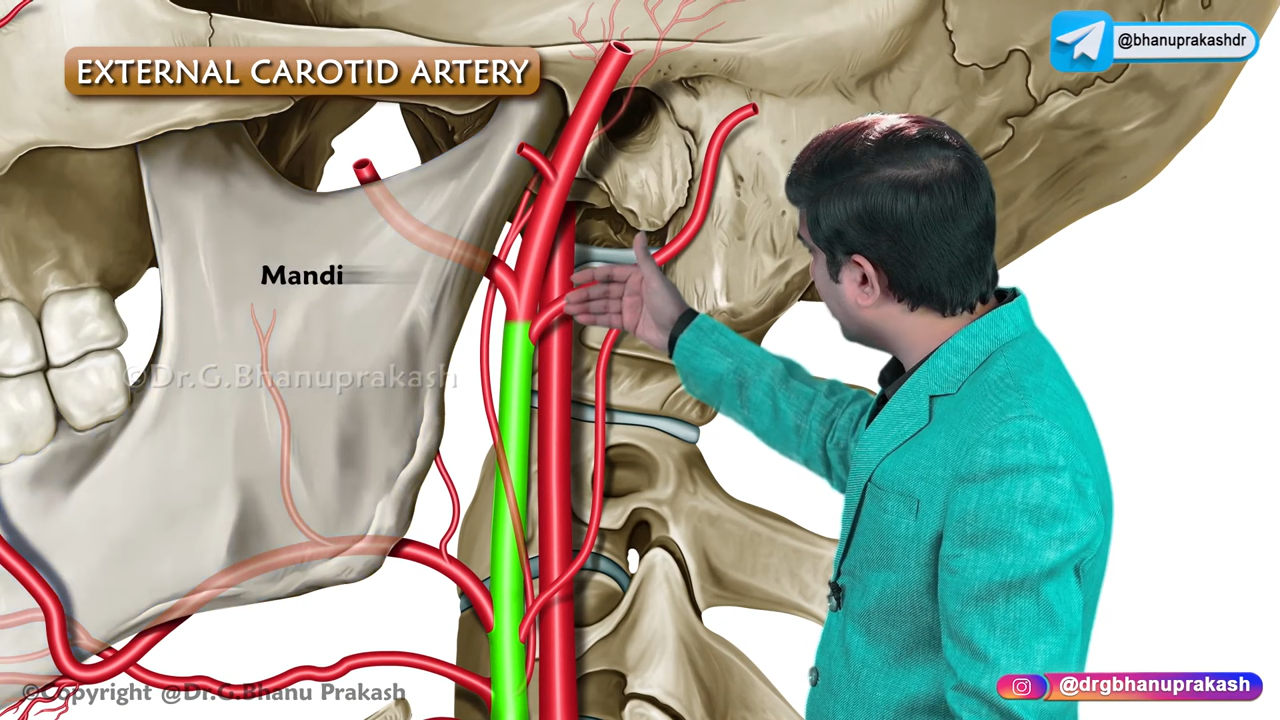 EXTERNAL CAROTID ARTERY
@bhanuprakashdr
Mandi
©Dr.G.Bhanuprakash
©Copyright @Dr.G.Bhanu Prakash
@drgbhanuprakash